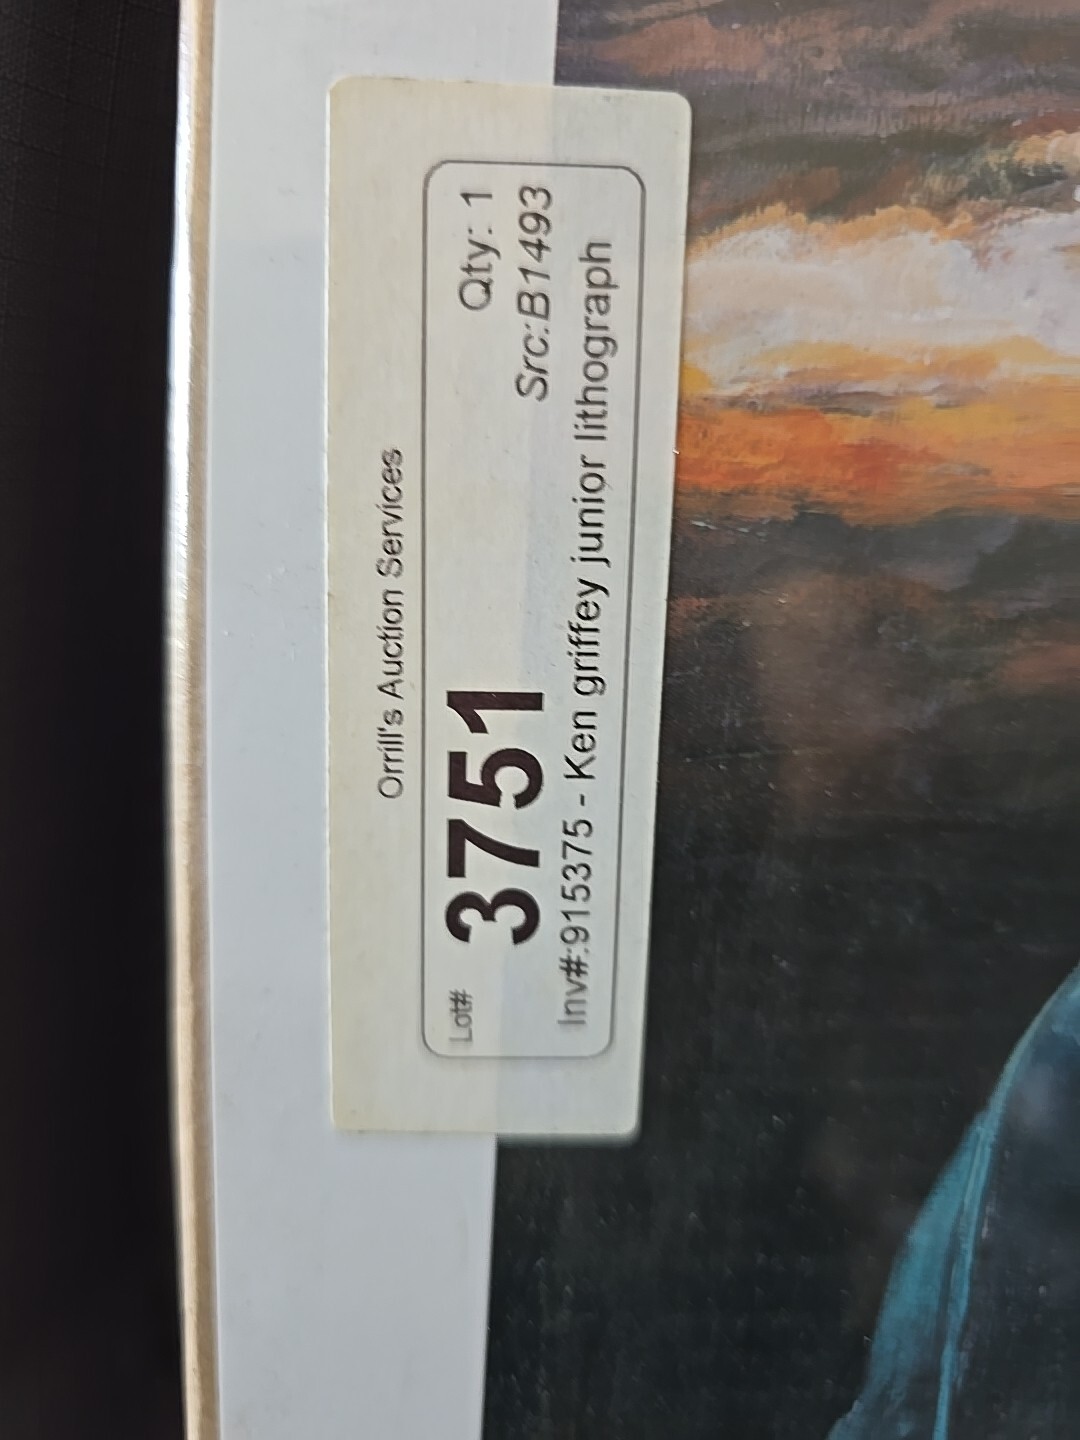 Orrill's Auction Services
Lot# 3751 Qty: 1
Src:B1493
Inv#:915375 - Ken griffey junior lithograph